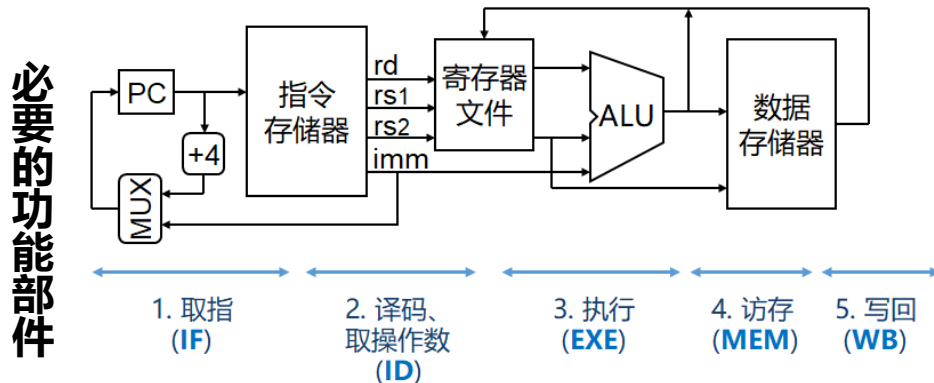 必要的功能部件
PC
+4
MUX
指令
存储器
rd
rs1
rs2
imm
寄存器
文件
ALU
数据
存储器
1. 取指
(IF)
2. 译码、
取操作数
(ID)
3. 执行
(EXE)
4. 访存
(MEM)
5. 写回
(WB)